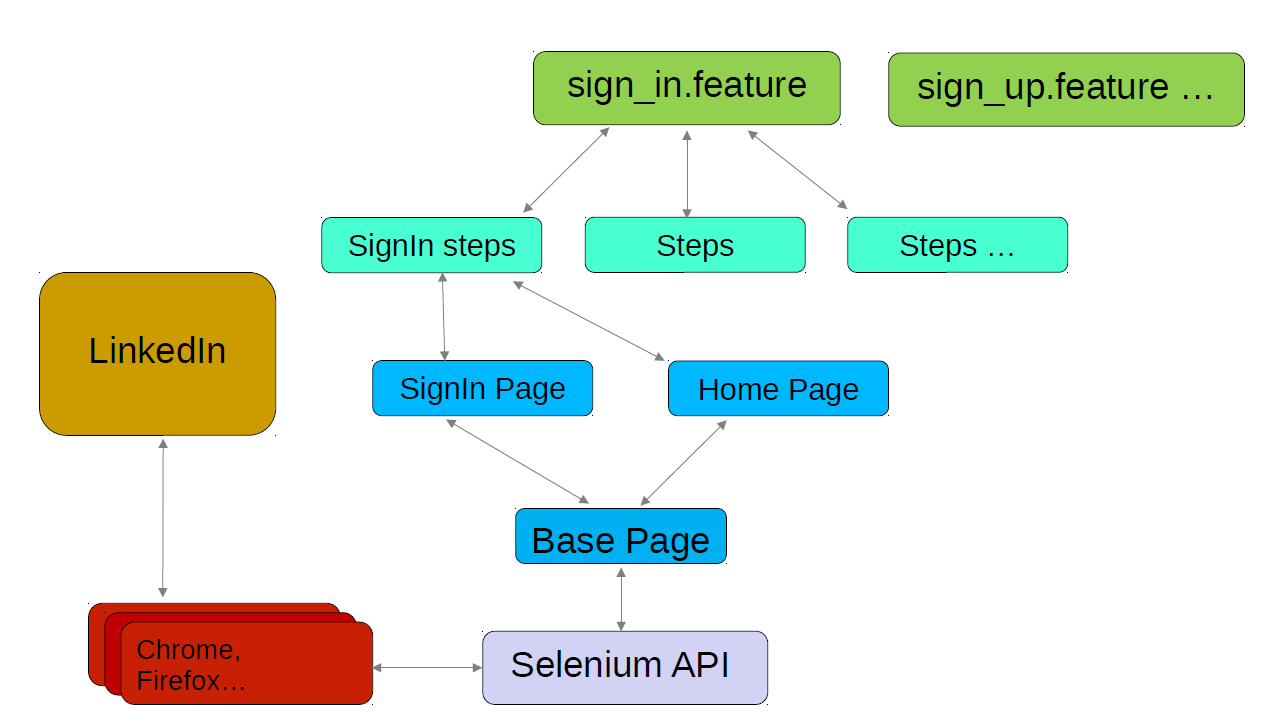 sign_in.feature
sign_up.feature …
SignIn steps
Steps
Steps …
LinkedIn
SignIn Page
Home Page
Base Page
Chrome,
Firefox…
Selenium API